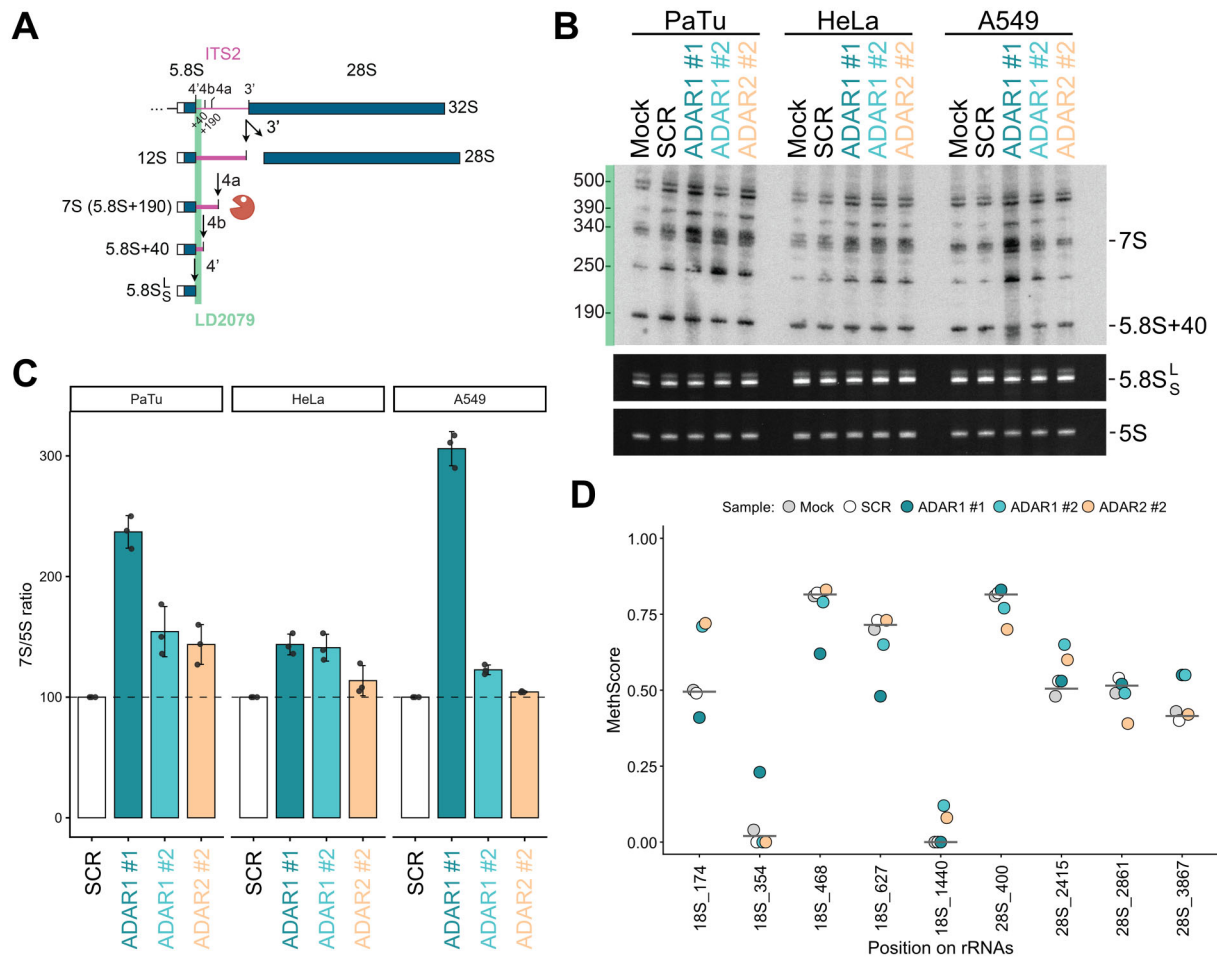 A
ITS2
5.8S
28S
4'
4b
4a
3'
...
32S
+40
+190
3'
12S
28S
4a
7S (5.8S+190)
4b
5.8S+40
4'
5.8S L S
LD2079
B
PaTu HeLa A549
Mock SCR ADAR1 #1 ADAR1 #2 ADAR2 #2 Mock SCR ADAR1 #1 ADAR1 #2 ADAR2 #2 Mock SCR ADAR1 #1 ADAR1 #2 ADAR2 #2
500-
390-
340-
-7S
250-
190-
-5.8S+40
-5.8S L S
-5S
C
PaTu HeLa A549
7S/5S ratio
300
200
100
0
SCR ADAR1 #1 ADAR1 #2 ADAR2 #2 SCR ADAR1 #1 ADAR1 #2 ADAR2 #2 SCR ADAR1 #1 ADAR1 #2 ADAR2 #2
D
Sample: Mock SCR ADAR1 #1 ADAR1 #2 ADAR2 #2
MethScore
1.00
0.75
0.50
0.25
0.00
18S_174 18S_354 18S_468 18S_627 18S_1440 28S_400 28S_2415 28S_2861 28S_3867
Position on rRNAs